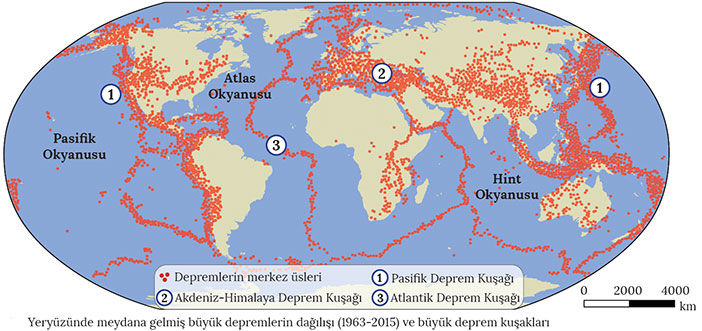 Atlas
Okyanusu
1
2
1
Pasifik
Okyanusu
3
Hint
Okyanusu
Depremlerin merkez üsleri
1 Pasifik Deprem Kuşağı
2 Akdeniz-Himalaya Deprem Kuşağı
3 Atlantik Deprem Kuşağı
0 2000 4000
km
Yeryüzünde meydana gelmiş büyük depremlerin dağılışı (1963-2015) ve büyük deprem kuşakları